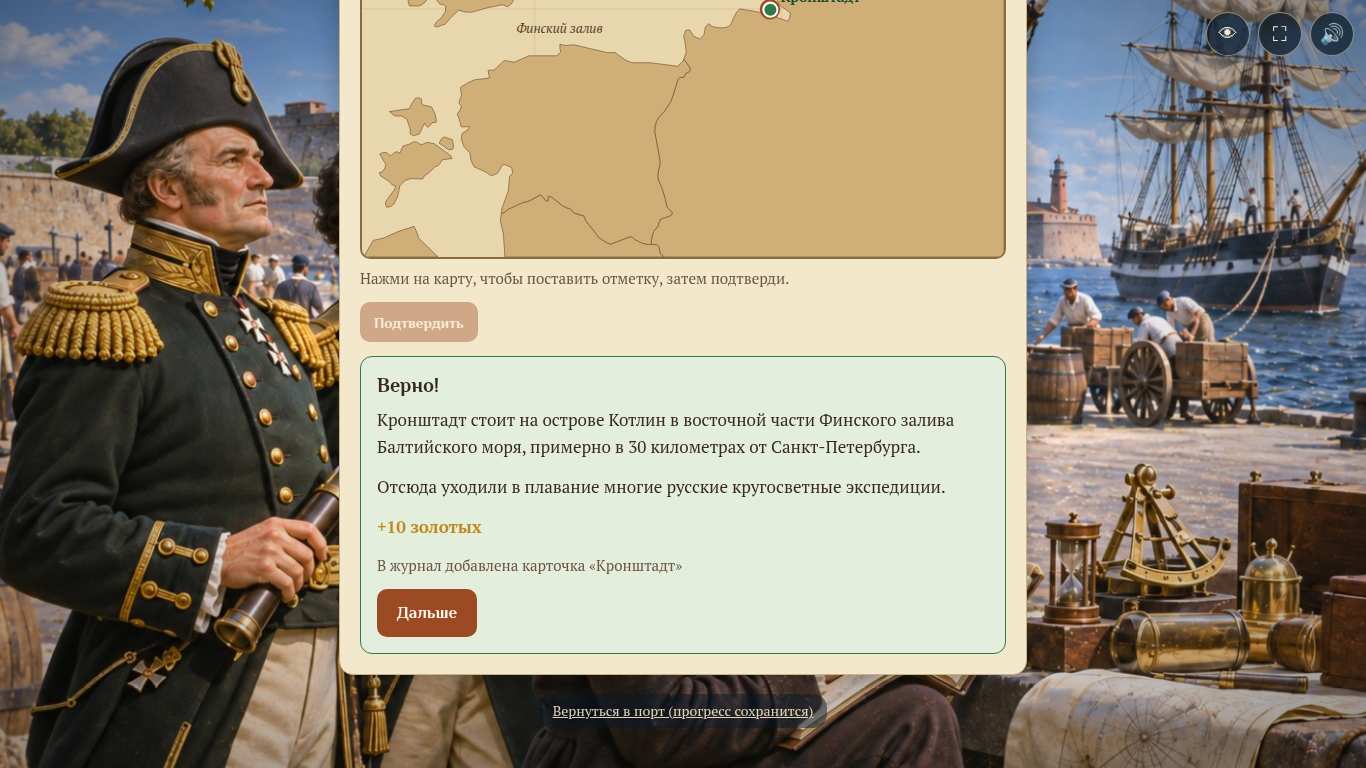 Кронштадт
Финский залив
Нажми на карту, чтобы поставить отметку, затем подтверди.
Подтвердить
Верно!
Кронштадт стоит на острове Котлин в восточной части Финского залива
Балтийского моря, примерно в 30 километрах от Санкт-Петербурга.
Отсюда уходили в плавание многие русские кругосветные экспедиции.
+10 золотых
В журнал добавлена карточка «Кронштадт»
Дальше
Вернуться в порт (прогресс сохранится)